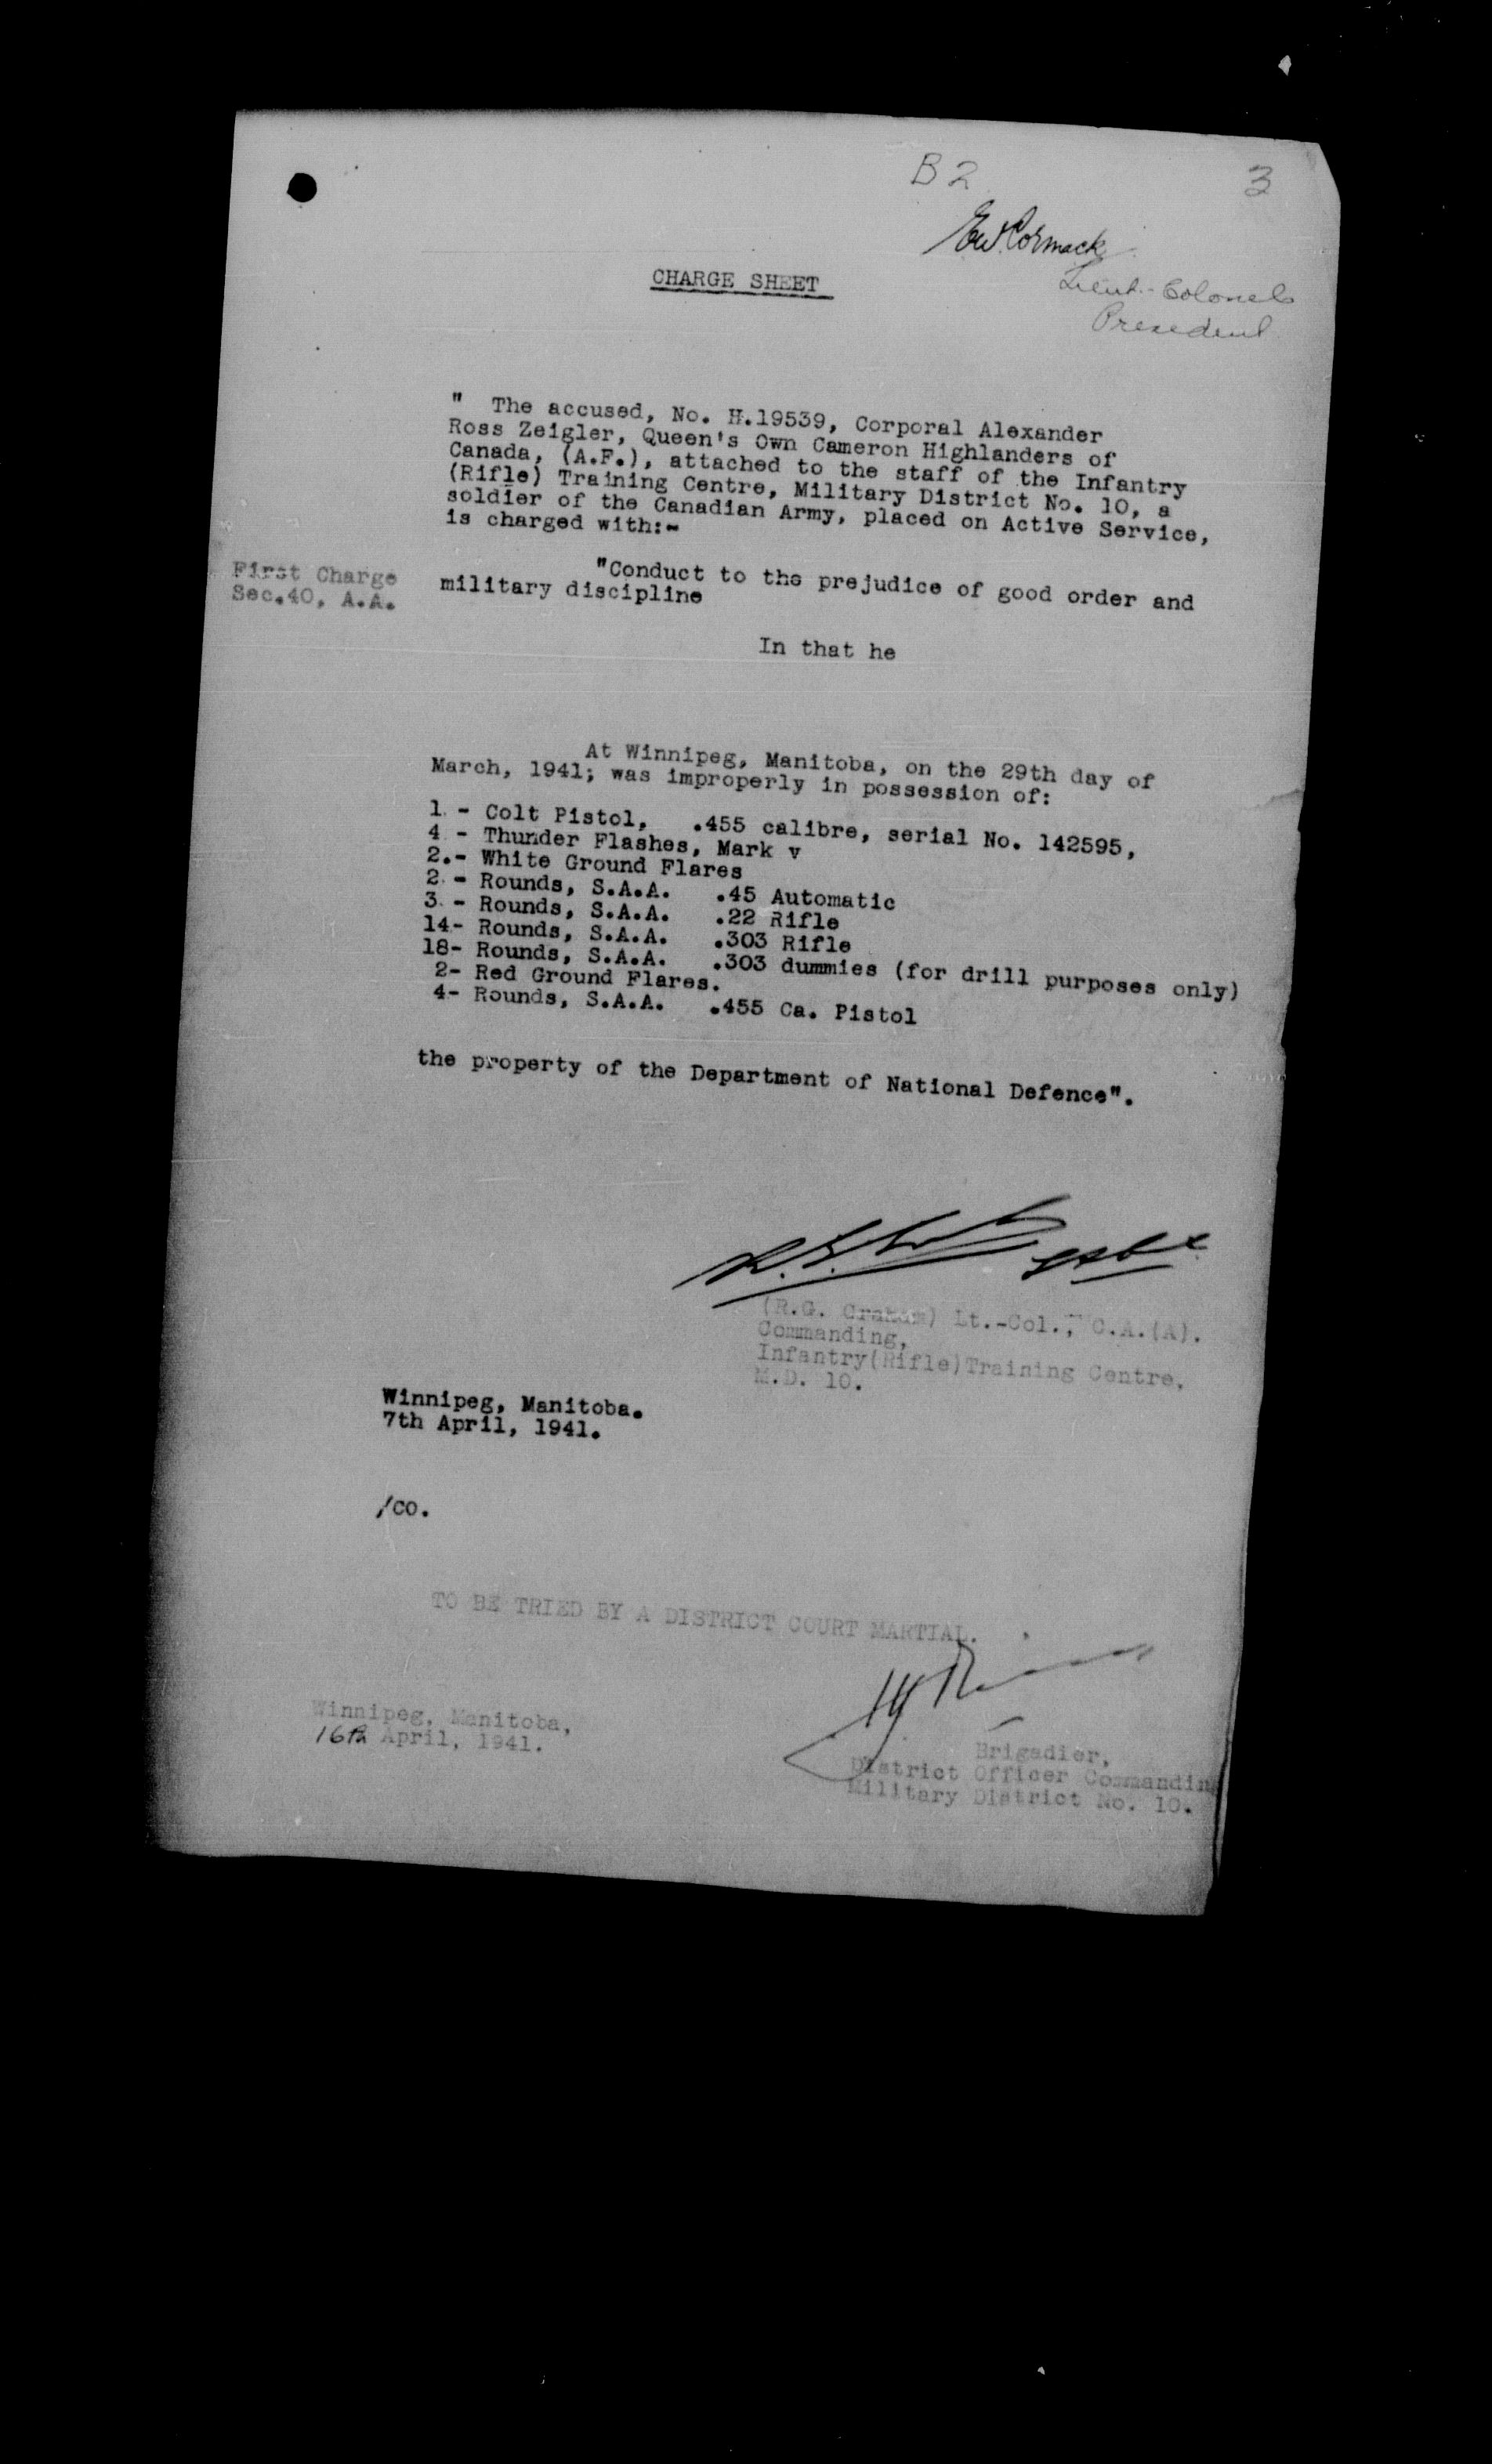 B2
3
EW Cormack
Lieut.-Colonel
President
CHARGE SHEET
" The accused, No. H.19539, Corporal Alexander
Ross Zeigler, Queen's Own Cameron Highlanders of
Canada, (A.F.), attached to the staff of the Infantry
(Rifle) Training Centre, Military District No. 10, a
soldier of the Canadian Army, placed on Active Service,
is charged with:-
First Charge
Sec.40, A.A.
"Conduct to the prejudice of good order and
military discipline
In that he
At Winnipeg, Manitoba, on the 29th day of
March, 1941; was improperly in possession of:
1 - Colt Pistol, .455 calibre, serial No. 142595,
4 - Thunder Flashes, Mark v
2.- White Ground Flares
2 - Rounds, S.A.A. .45 Automatic
3 - Rounds, S.A.A. .22 Rifle
14- Rounds, S.A.A. .303 Rifle
18- Rounds, S.A.A. .303 dummies (for drill purposes only)
2- Red Ground Flares.
4- Rounds, S.A.A. .455 Ca. Pistol
the property of the Department of National Defence".
(R.G. Graham) Lt.-Col., C.A.(A).
Commanding,
Infantry(Rifle)Training Centre,
M.D. 10.
Winnipeg, Manitoba.
7th April, 1941.
/co.
TO BE TRIED BY A DISTRICT COURT MARTIAL.
Winnipeg, Manitoba,
16th April, 1941.
Brigadier,
District Officer Commanding
Military District No. 10.